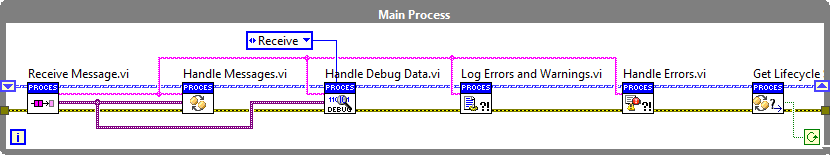 Main Process
Receive
Receive Message.vi Handle Messages.vi Handle Debug Data.vi Log Errors and Warnings.vi Handle Errors.vi Get Lifecycle
PROCES PROCES PROCES PROCES PROCES PROCES
?! ?! ?
DEBUG
i